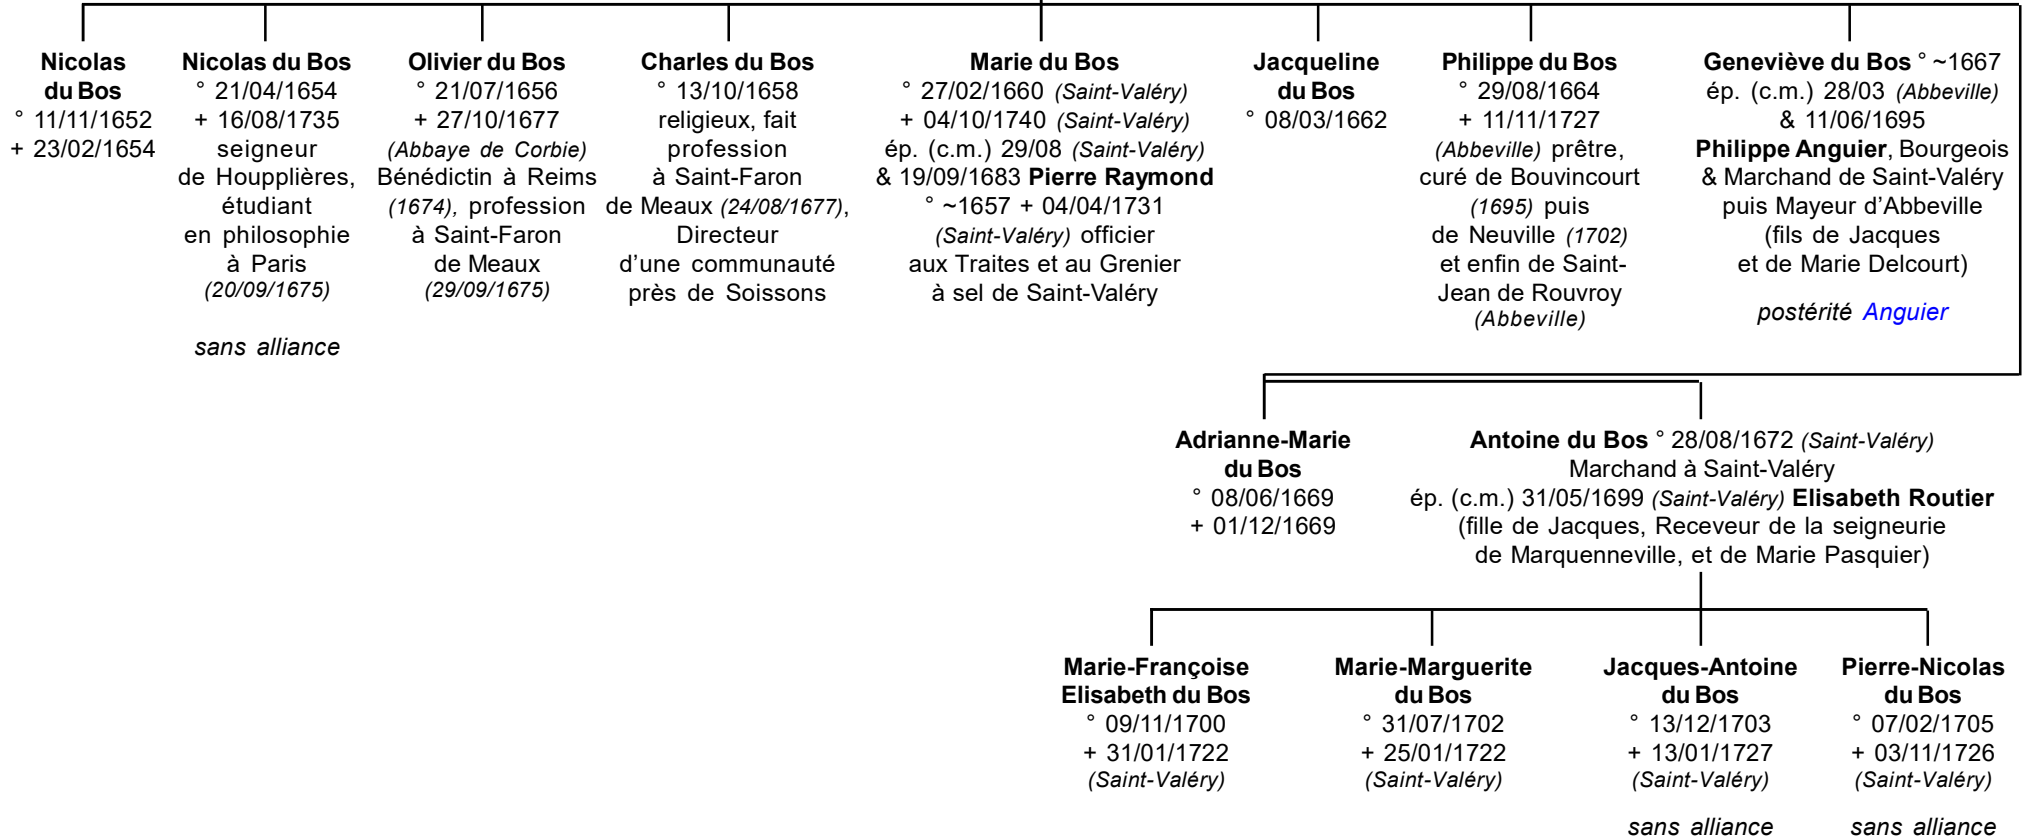 Nicolas
du Bos
° 11/11/1652
+ 23/02/1654
Nicolas du Bos
° 21/04/1654
+ 16/08/1735
seigneur
de Houpplières,
étudiant
en philosophie
à Paris
(20/09/1675)
sans alliance
Olivier du Bos
° 21/07/1656
+ 27/10/1677
(Abbaye de Corbie)
Bénédictin à Reims
(1674), profession
à Saint-Faron
de Meaux
(29/09/1675)
Charles du Bos
° 13/10/1658
religieux, fait
profession
à Saint-Faron
de Meaux (24/08/1677),
Directeur
d'une communauté
près de Soissons
Marie du Bos
° 27/02/1660 (Saint-Valéry)
+ 04/10/1740 (Saint-Valéry)
ép. (c.m.) 29/08 (Saint-Valéry)
& 19/09/1683 Pierre Raymond
° ~1657 + 04/04/1731
(Saint-Valéry) officier
aux Traites et au Grenier
à sel de Saint-Valéry
Jacqueline
du Bos
° 08/03/1662
Philippe du Bos
° 29/08/1664
+ 11/11/1727
(Abbeville) prêtre,
curé de Bouvincourt
(1695) puis
de Neuville (1702)
et enfin de Saint-
Jean de Rouvroy
(Abbeville)
Geneviève du Bos ° ~1667
ép. (c.m.) 28/03 (Abbeville)
& 11/06/1695
Philippe Anguier, Bourgeois
& Marchand de Saint-Valéry
puis Mayeur d'Abbeville
(fils de Jacques
et de Marie Delcourt)
postérité Anguier
Adrianne-Marie
du Bos
° 08/06/1669
+ 01/12/1669
Antoine du Bos ° 28/08/1672 (Saint-Valéry)
Marchand à Saint-Valéry
ép. (c.m.) 31/05/1699 (Saint-Valéry) Elisabeth Routier
(fille de Jacques, Receveur de la seigneurie
de Marquenneville, et de Marie Pasquier)
Marie-Françoise
Elisabeth du Bos
° 09/11/1700
+ 31/01/1722
(Saint-Valéry)
Marie-Marguerite
du Bos
° 31/07/1702
+ 25/01/1722
(Saint-Valéry)
Jacques-Antoine
du Bos
° 13/12/1703
+ 13/01/1727
(Saint-Valéry)
sans alliance
Pierre-Nicolas
du Bos
° 07/02/1705
+ 03/11/1726
(Saint-Valéry)
sans alliance